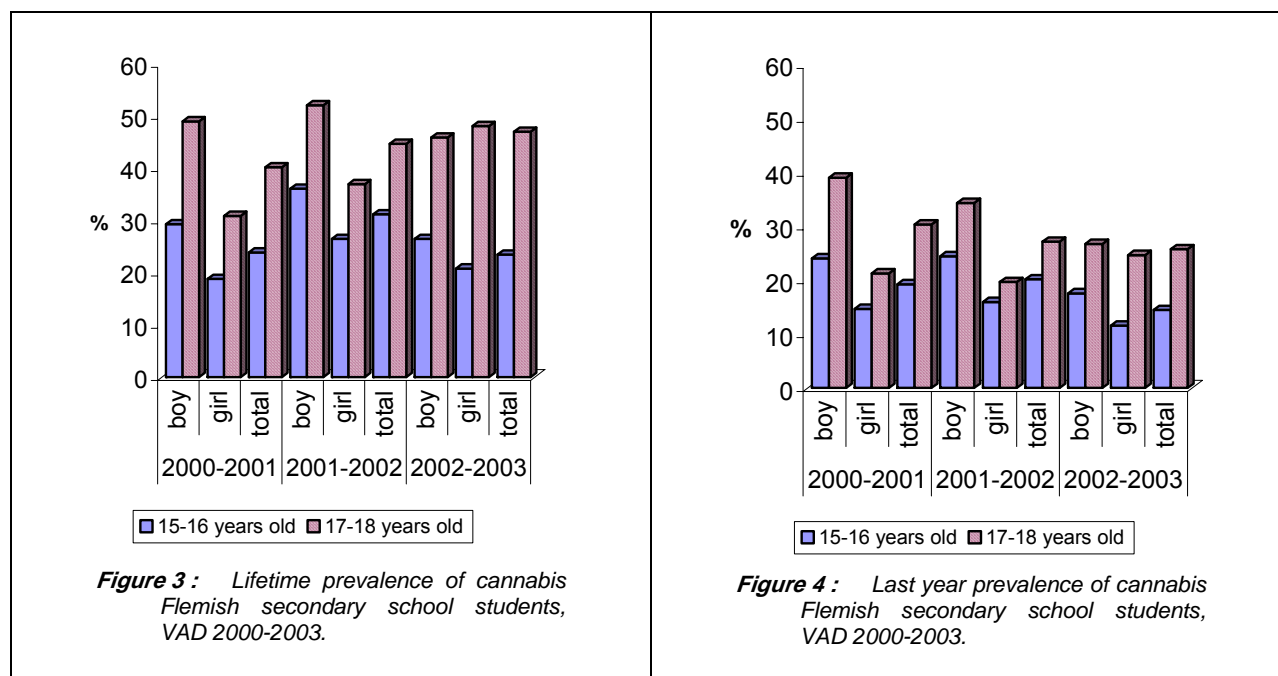 60
50
40
30
20
10
0
%
boy girl total boy girl total boy girl total
2000-2001 2001-2002 2002-2003
15-16 years old 17-18 years old
Figure 3 : Lifetime prevalence of cannabis
Flemish secondary school students,
VAD 2000-2003.
60
50
40
30
20
10
0
%
boy girl total boy girl total boy girl total
2000-2001 2001-2002 2002-2003
15-16 years old 17-18 years old
Figure 4 : Last year prevalence of cannabis
Flemish secondary school students,
VAD 2000-2003.